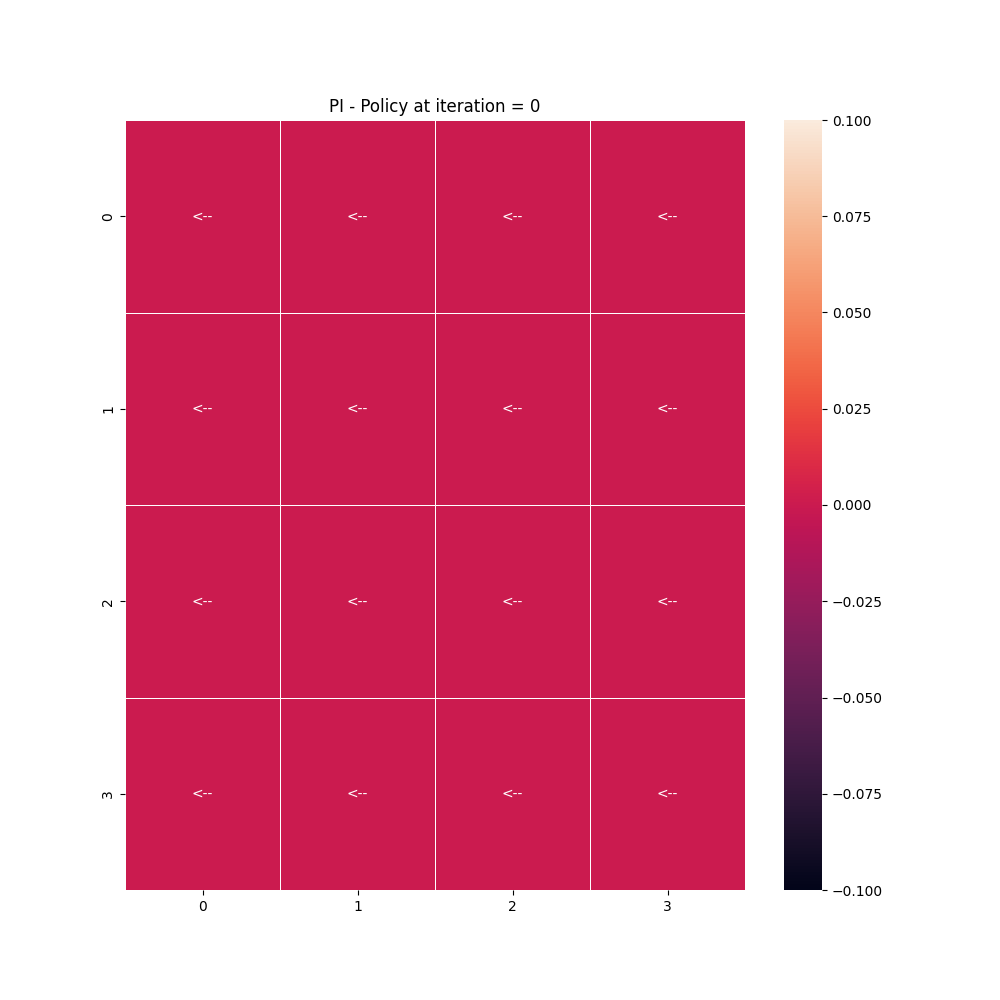 PI - Policy at iteration = 0
0.100
0.075
0 <-- <-- <-- <--
0.050
0.025
1 <-- <-- <-- <--
0.000
2 <-- <-- <-- <--
−0.025
−0.050
3 <-- <-- <-- <--
−0.075
−0.100
0 1 2 3